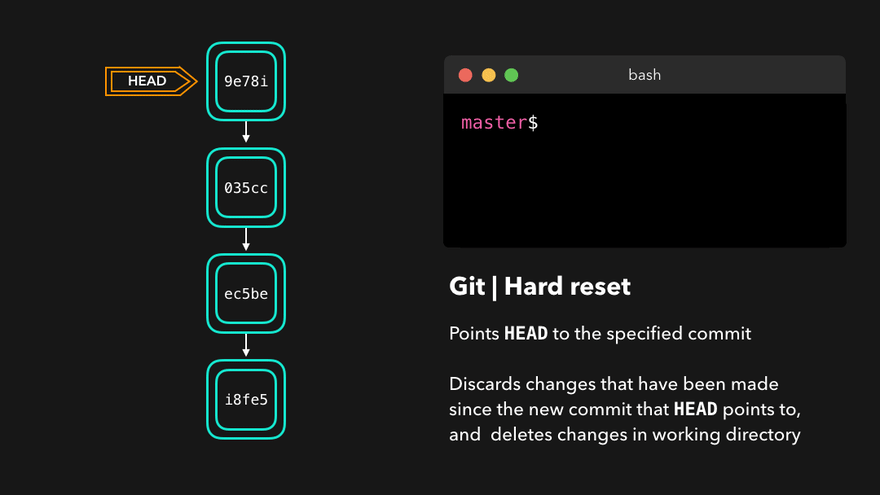 HEAD
9e78i
035cc
ec5be
i8fe5
bash
master$
Git | Hard reset
Points HEAD to the specified commit
Discards changes that have been made
since the new commit that HEAD points to,
and  deletes changes in working directory